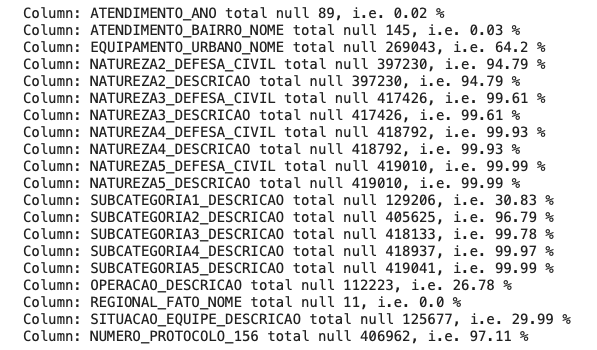 Column: ATENDIMENTO_ANO total null 89, i.e. 0.02 %
Column: ATENDIMENTO_BAIRRO_NOME total null 145, i.e. 0.03 %
Column: EQUIPAMENTO_URBANO_NOME total null 269043, i.e. 64.2 %
Column: NATUREZA2_DEFESA_CIVIL total null 397230, i.e. 94.79 %
Column: NATUREZA2_DESCRICAO total null 397230, i.e. 94.79 %
Column: NATUREZA3_DEFESA_CIVIL total null 417426, i.e. 99.61 %
Column: NATUREZA3_DESCRICAO total null 417426, i.e. 99.61 %
Column: NATUREZA4_DEFESA_CIVIL total null 418792, i.e. 99.93 %
Column: NATUREZA4_DESCRICAO total null 418792, i.e. 99.93 %
Column: NATUREZA5_DEFESA_CIVIL total null 419010, i.e. 99.99 %
Column: NATUREZA5_DESCRICAO total null 419010, i.e. 99.99 %
Column: SUBCATEGORIA1_DESCRICAO total null 129206, i.e. 30.83 %
Column: SUBCATEGORIA2_DESCRICAO total null 405625, i.e. 96.79 %
Column: SUBCATEGORIA3_DESCRICAO total null 418133, i.e. 99.78 %
Column: SUBCATEGORIA4_DESCRICAO total null 418937, i.e. 99.97 %
Column: SUBCATEGORIA5_DESCRICAO total null 419041, i.e. 99.99 %
Column: OPERACAO_DESCRICAO total null 112223, i.e. 26.78 %
Column: REGIONAL_FATO_NOME total null 11, i.e. 0.0 %
Column: SITUACAO_EQUIPE_DESCRICAO total null 125677, i.e. 29.99 %
Column: NUMERO_PROTOCOLO_156 total null 406962, i.e. 97.11 %